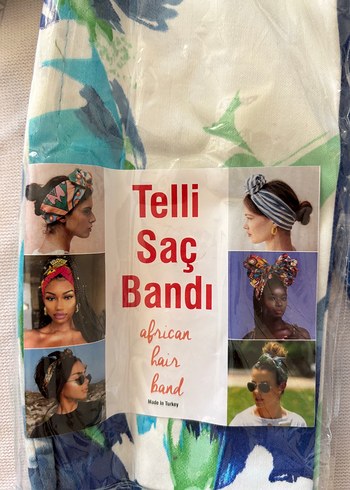 Telli
Saç
Bandı
african
hair
band
Made In Turkey